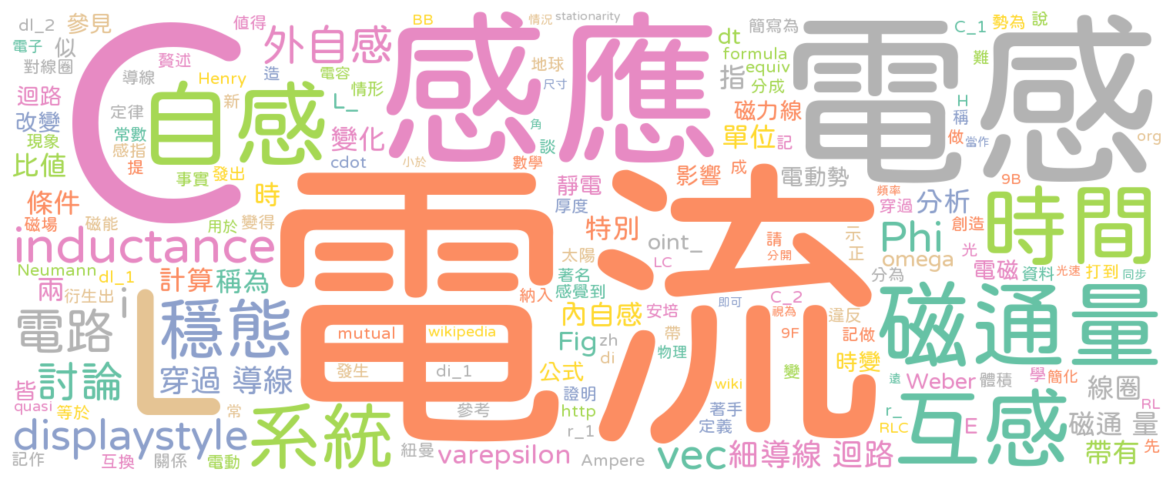 C
感應
電感
電流
自感
外自感
dl_2
參見
BB
情況
stationarity
簡寫為
C_1
勢為
說
值得
電子
似
dt
formula
難
對線圈
贅述
造
電容
地球
指
equiv
分成
導線
Henry
情形
尺寸
迴路
定律
新
L_
磁力線
H
稱
改變
常數
變化
角
單位
記
做
當作
org
現象
感指
談
比值
提
cdot
小於
數學
成
事實
發出
靜電
影響
電動勢
頻率
9B
條件
時
厚度
穿過
分析
時間
磁場
磁能
用於
變得
特別
請
示
創造
inductance
oint_
分開
正
Phi
光
太陽
omega
Neumann
dl_1
計算
稱為
LC
電磁
資料
光速
打到
同步
兩
衍生出
i
著名
感覺到
納入
C_2
分為
磁通量
L
穩態
內自感
安培
即可
視為
違反
電路
mutual
wikipedia
帶
9F
記做
Fig
zh
di
物理
時變
皆
討論
穿過 導線
發生
di_1
公式
變
遠
Weber
體積
學
簡化
線圈
quasi
等於
常
系統
證明
wiki
r_
互感
RL
參考
http
著手
定義
RLC
E
磁通 量
displaystyle
r_1
先
記作
互換
關係
電動
紐曼
varepsilon
Ampere
vec
細導線 迴路
帶有